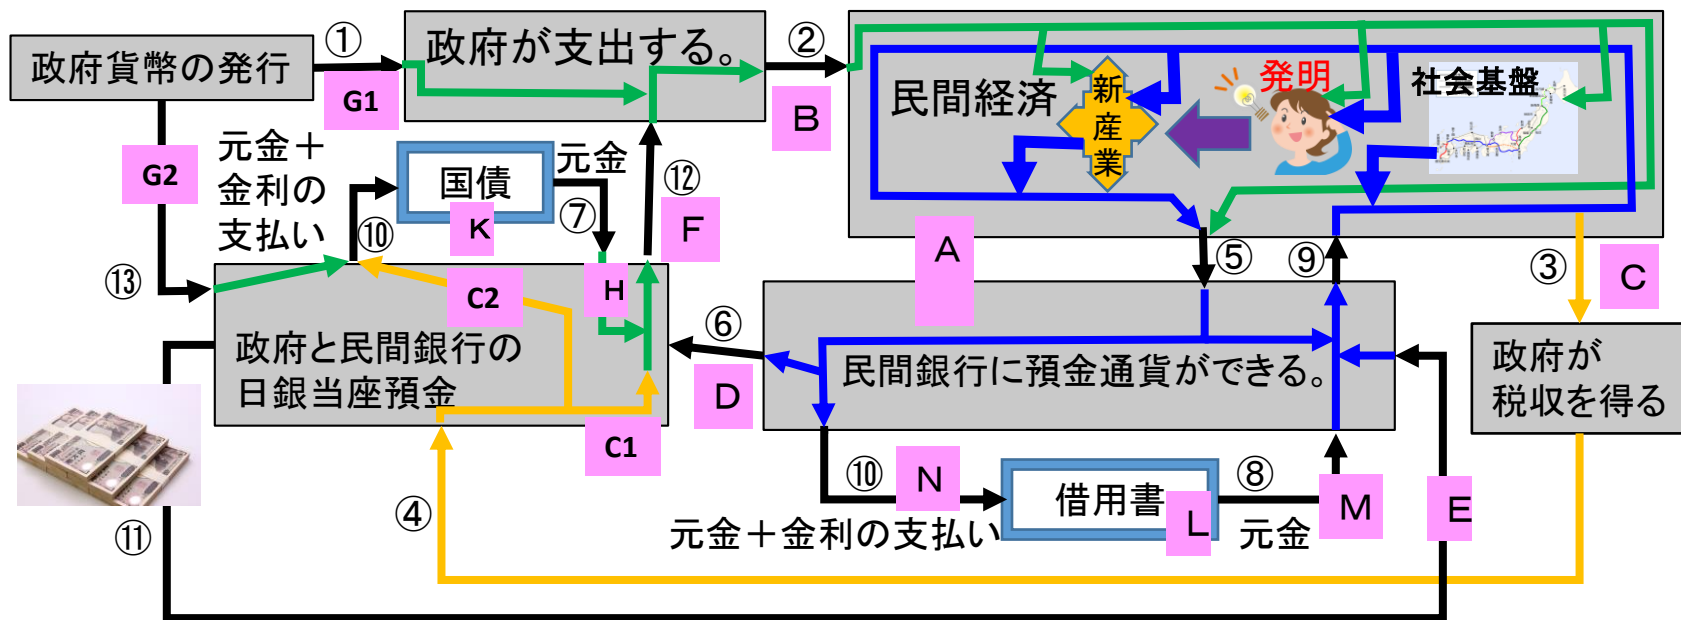 政府貨幣の発行
①
G1
政府が支出する。
②
B
民間経済
新産業
発明
社会基盤
G2
元金＋
金利の
支払い
⑩
国債
K
元金
⑦
⑫
F
A
⑤
⑨
③
C
⑬
C2
H
政府と民間銀行の
日銀当座預金
C1
⑥
D
民間銀行に預金通貨ができる。
政府が
税収を得る
⑪
④
⑩
N
借用書
L
⑧
M
E
元金＋金利の支払い
元金